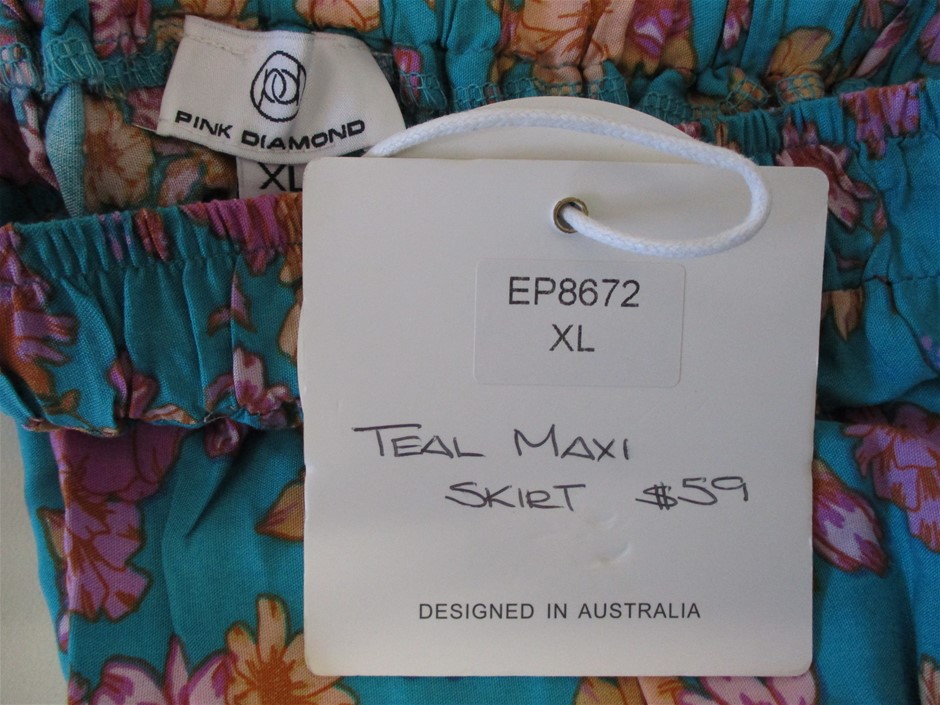 PINK DIAMOND
XL
EP8672
XL
TEAL MAXI
SKIRT $59
DESIGNED IN AUSTRALIA